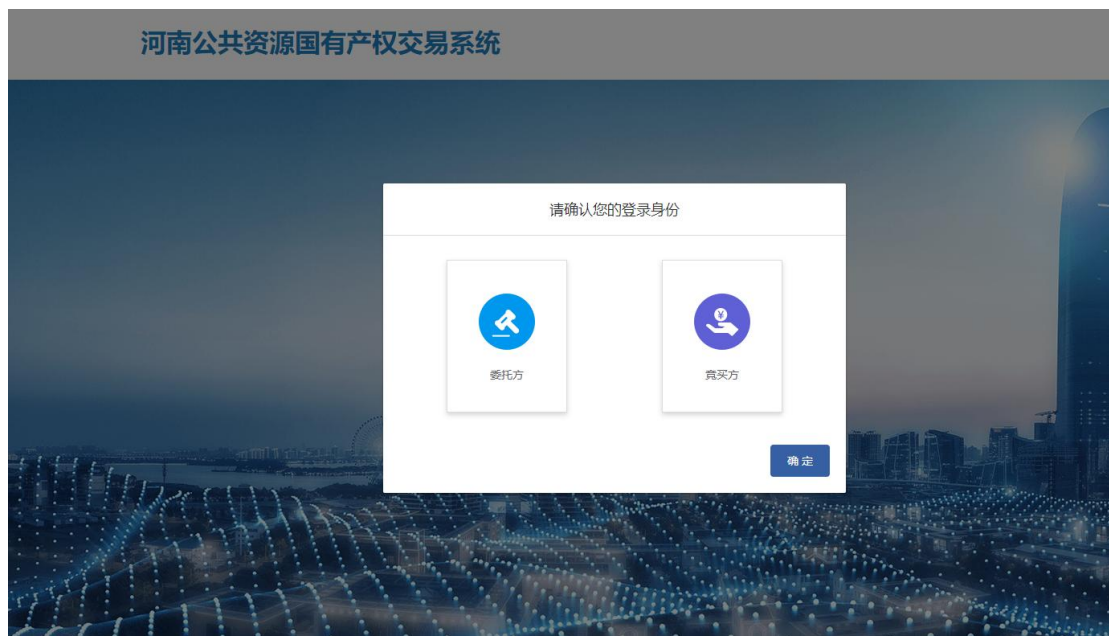 河南公共资源国有产权交易系统
请确认您的登录身份
¥
委托方
竟买方
确定